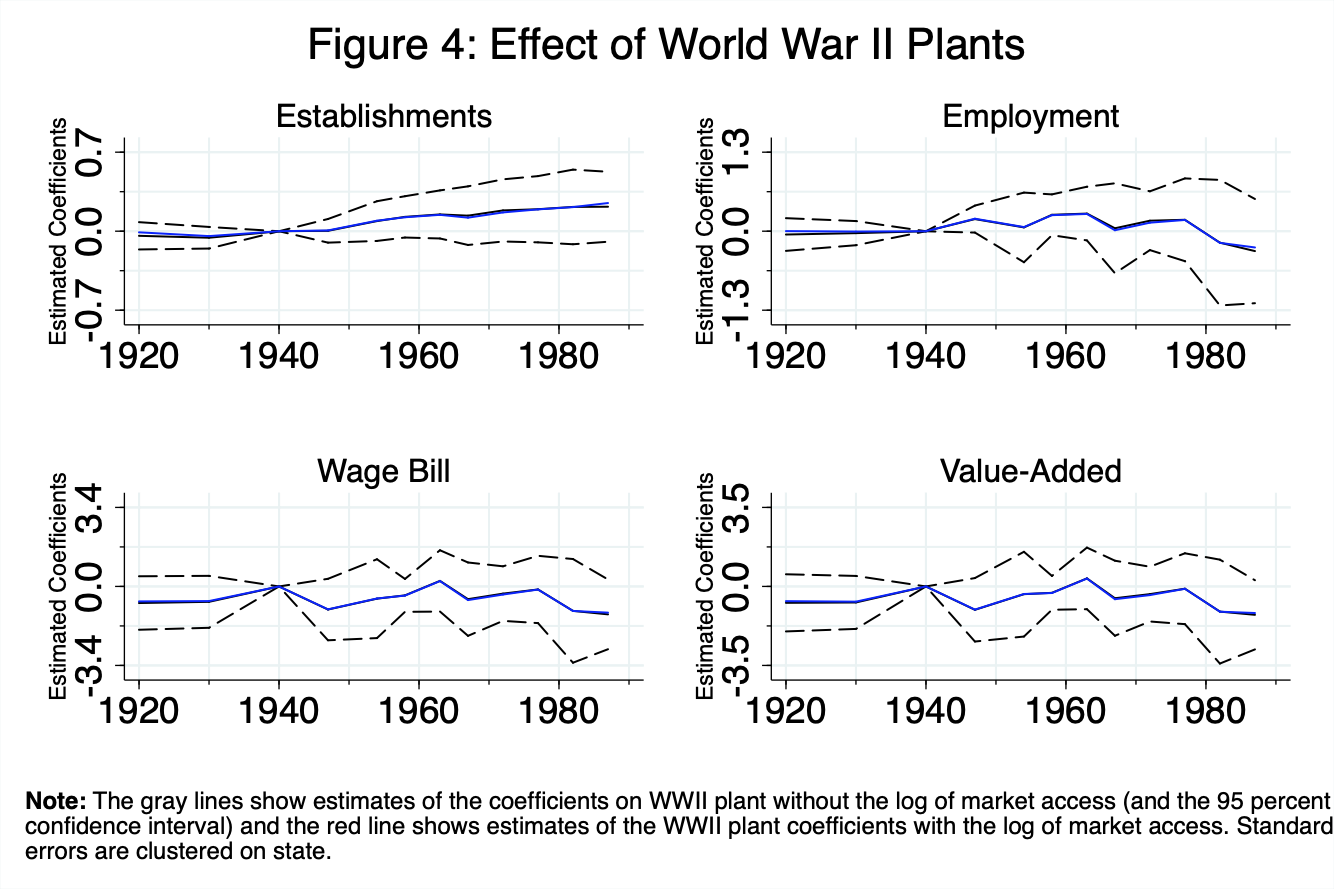 Figure 4: Effect of World War II Plants
Establishments
Estimated Coefficients
0.7
0.0
-0.7
1920 1940 1960 1980
Employment
Estimated Coefficients
1.3
0.0
-1.3
1920 1940 1960 1980
Wage Bill
Estimated Coefficients
3.4
0.0
-3.4
1920 1940 1960 1980
Value-Added
Estimated Coefficients
3.5
0.0
-3.5
1920 1940 1960 1980
Note: The gray lines show estimates of the coefficients on WWII plant without the log of market access (and the 95 percent
confidence interval) and the red line shows estimates of the WWII plant coefficients with the log of market access. Standard
errors are clustered on state.